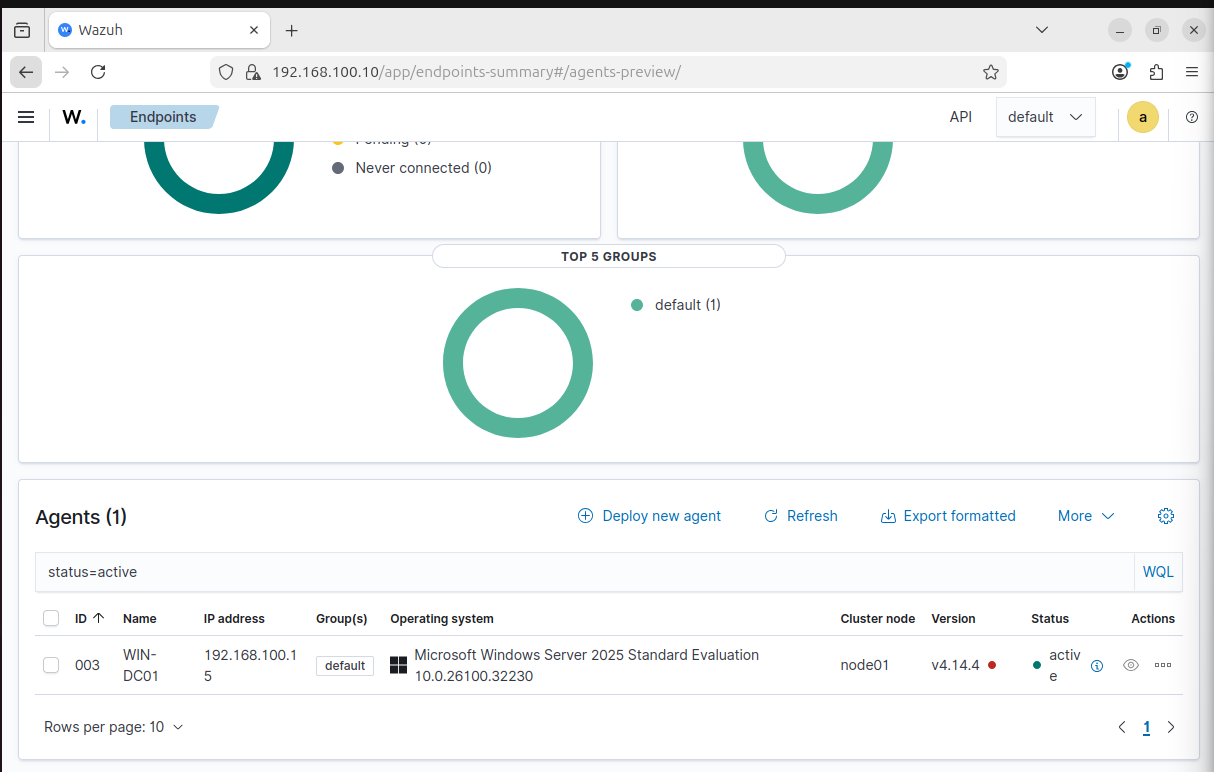 Wazuh
192.168.100.10/app/endpoints-summary#/agents-preview/
W. Endpoints API default a
Never connected (0)
TOP 5 GROUPS
default (1)
Agents (1) Deploy new agent Refresh Export formatted More
status=active WQL
ID Name IP address Group(s) Operating system Cluster node Version Status Actions
003 WIN-DC01 192.168.100.15 default Microsoft Windows Server 2025 Standard Evaluation 10.0.26100.32230 node01 v4.14.4 active
Rows per page: 10 1